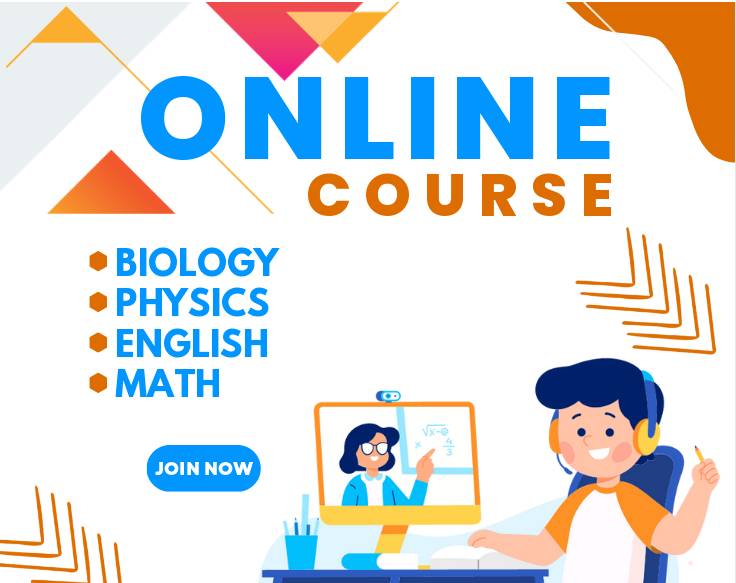 ONLINE
COURSE
BIOLOGY
PHYSICS
ENGLISH
MATH
JOIN NOW